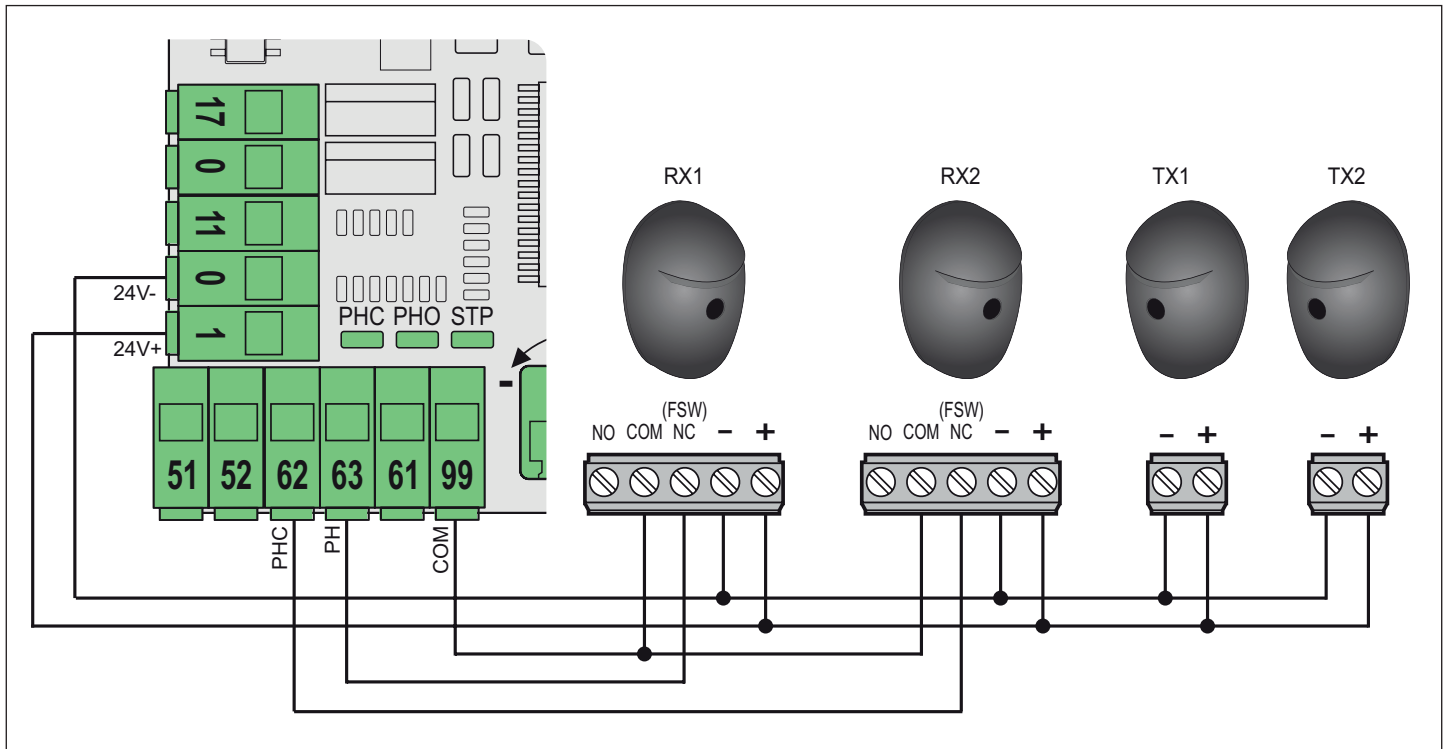 17
0
11
0
24V-
1
24V+
PHC PHO STP
-
51 52 62 63 61 99
PHC PH COM
RX1 RX2 TX1 TX2
(FSW)
NO COM NC - +
(FSW)
NO COM NC - +
- +
- +